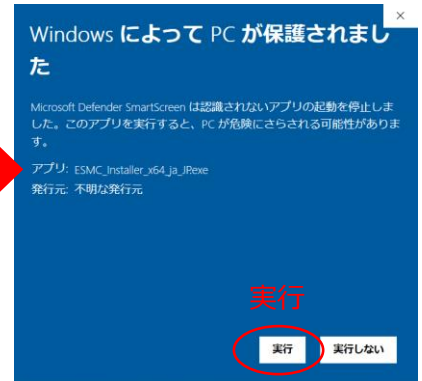 Windows によって PC が保護されまし
た
Microsoft Defender SmartScreen は認識されないアプリの起動を停止しま
した。このアプリを実行すると、PC が危険にさらされる可能性がありま
す。
アプリ: ESMC_Installer_x64_ja_JP.exe
発行元: 不明な発行元
実行
実行 実行しない